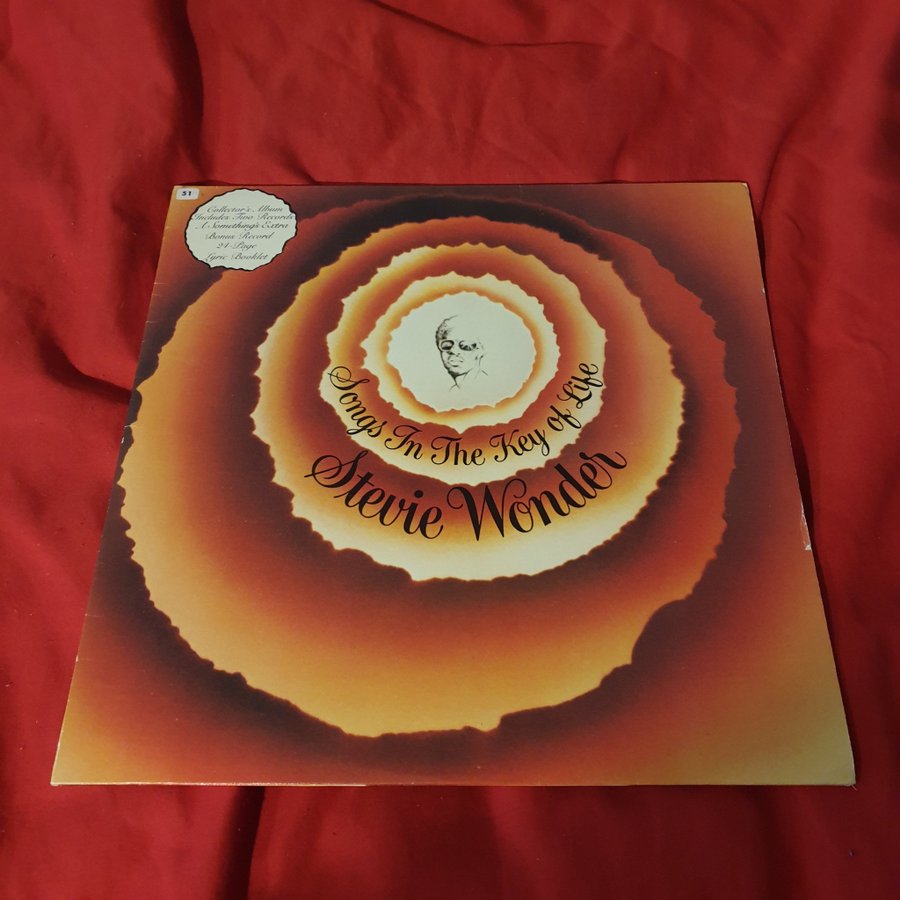 51
Collector's Album
Includes Two Records
A Something's Extra
Bonus Record
24-Page
Lyric Booklet
Songs In The Key of Life
Stevie Wonder